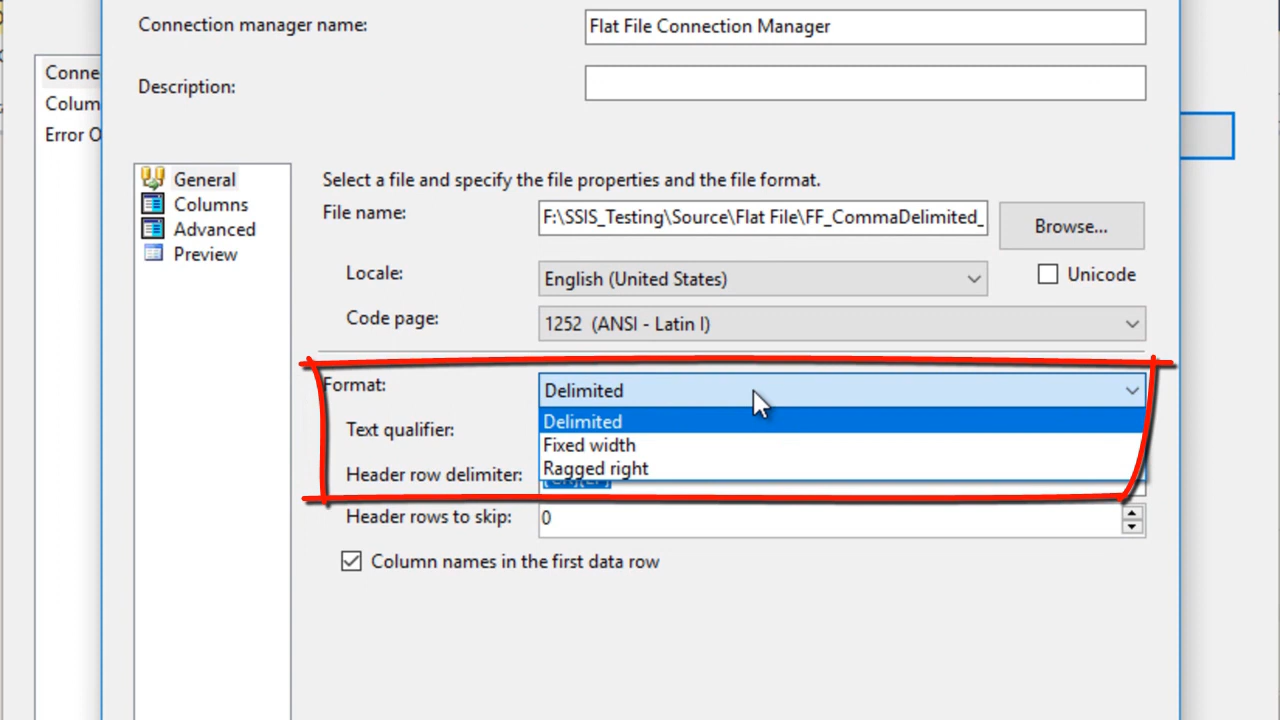 Connection manager name:
Flat File Connection Manager
Description:
Conne
Colum
Error O
General
Columns
Advanced
Preview
Select a file and specify the file properties and the file format.
File name:
F:\SSIS_Testing\Source\Flat File\FF_CommaDelimited_
Browse...
Locale:
English (United States)
Unicode
Code page:
1252 (ANSI - Latin I)
Format:
Delimited
Delimited
Fixed width
Ragged right
Text qualifier:
Header row delimiter:
Header rows to skip:
0
Column names in the first data row